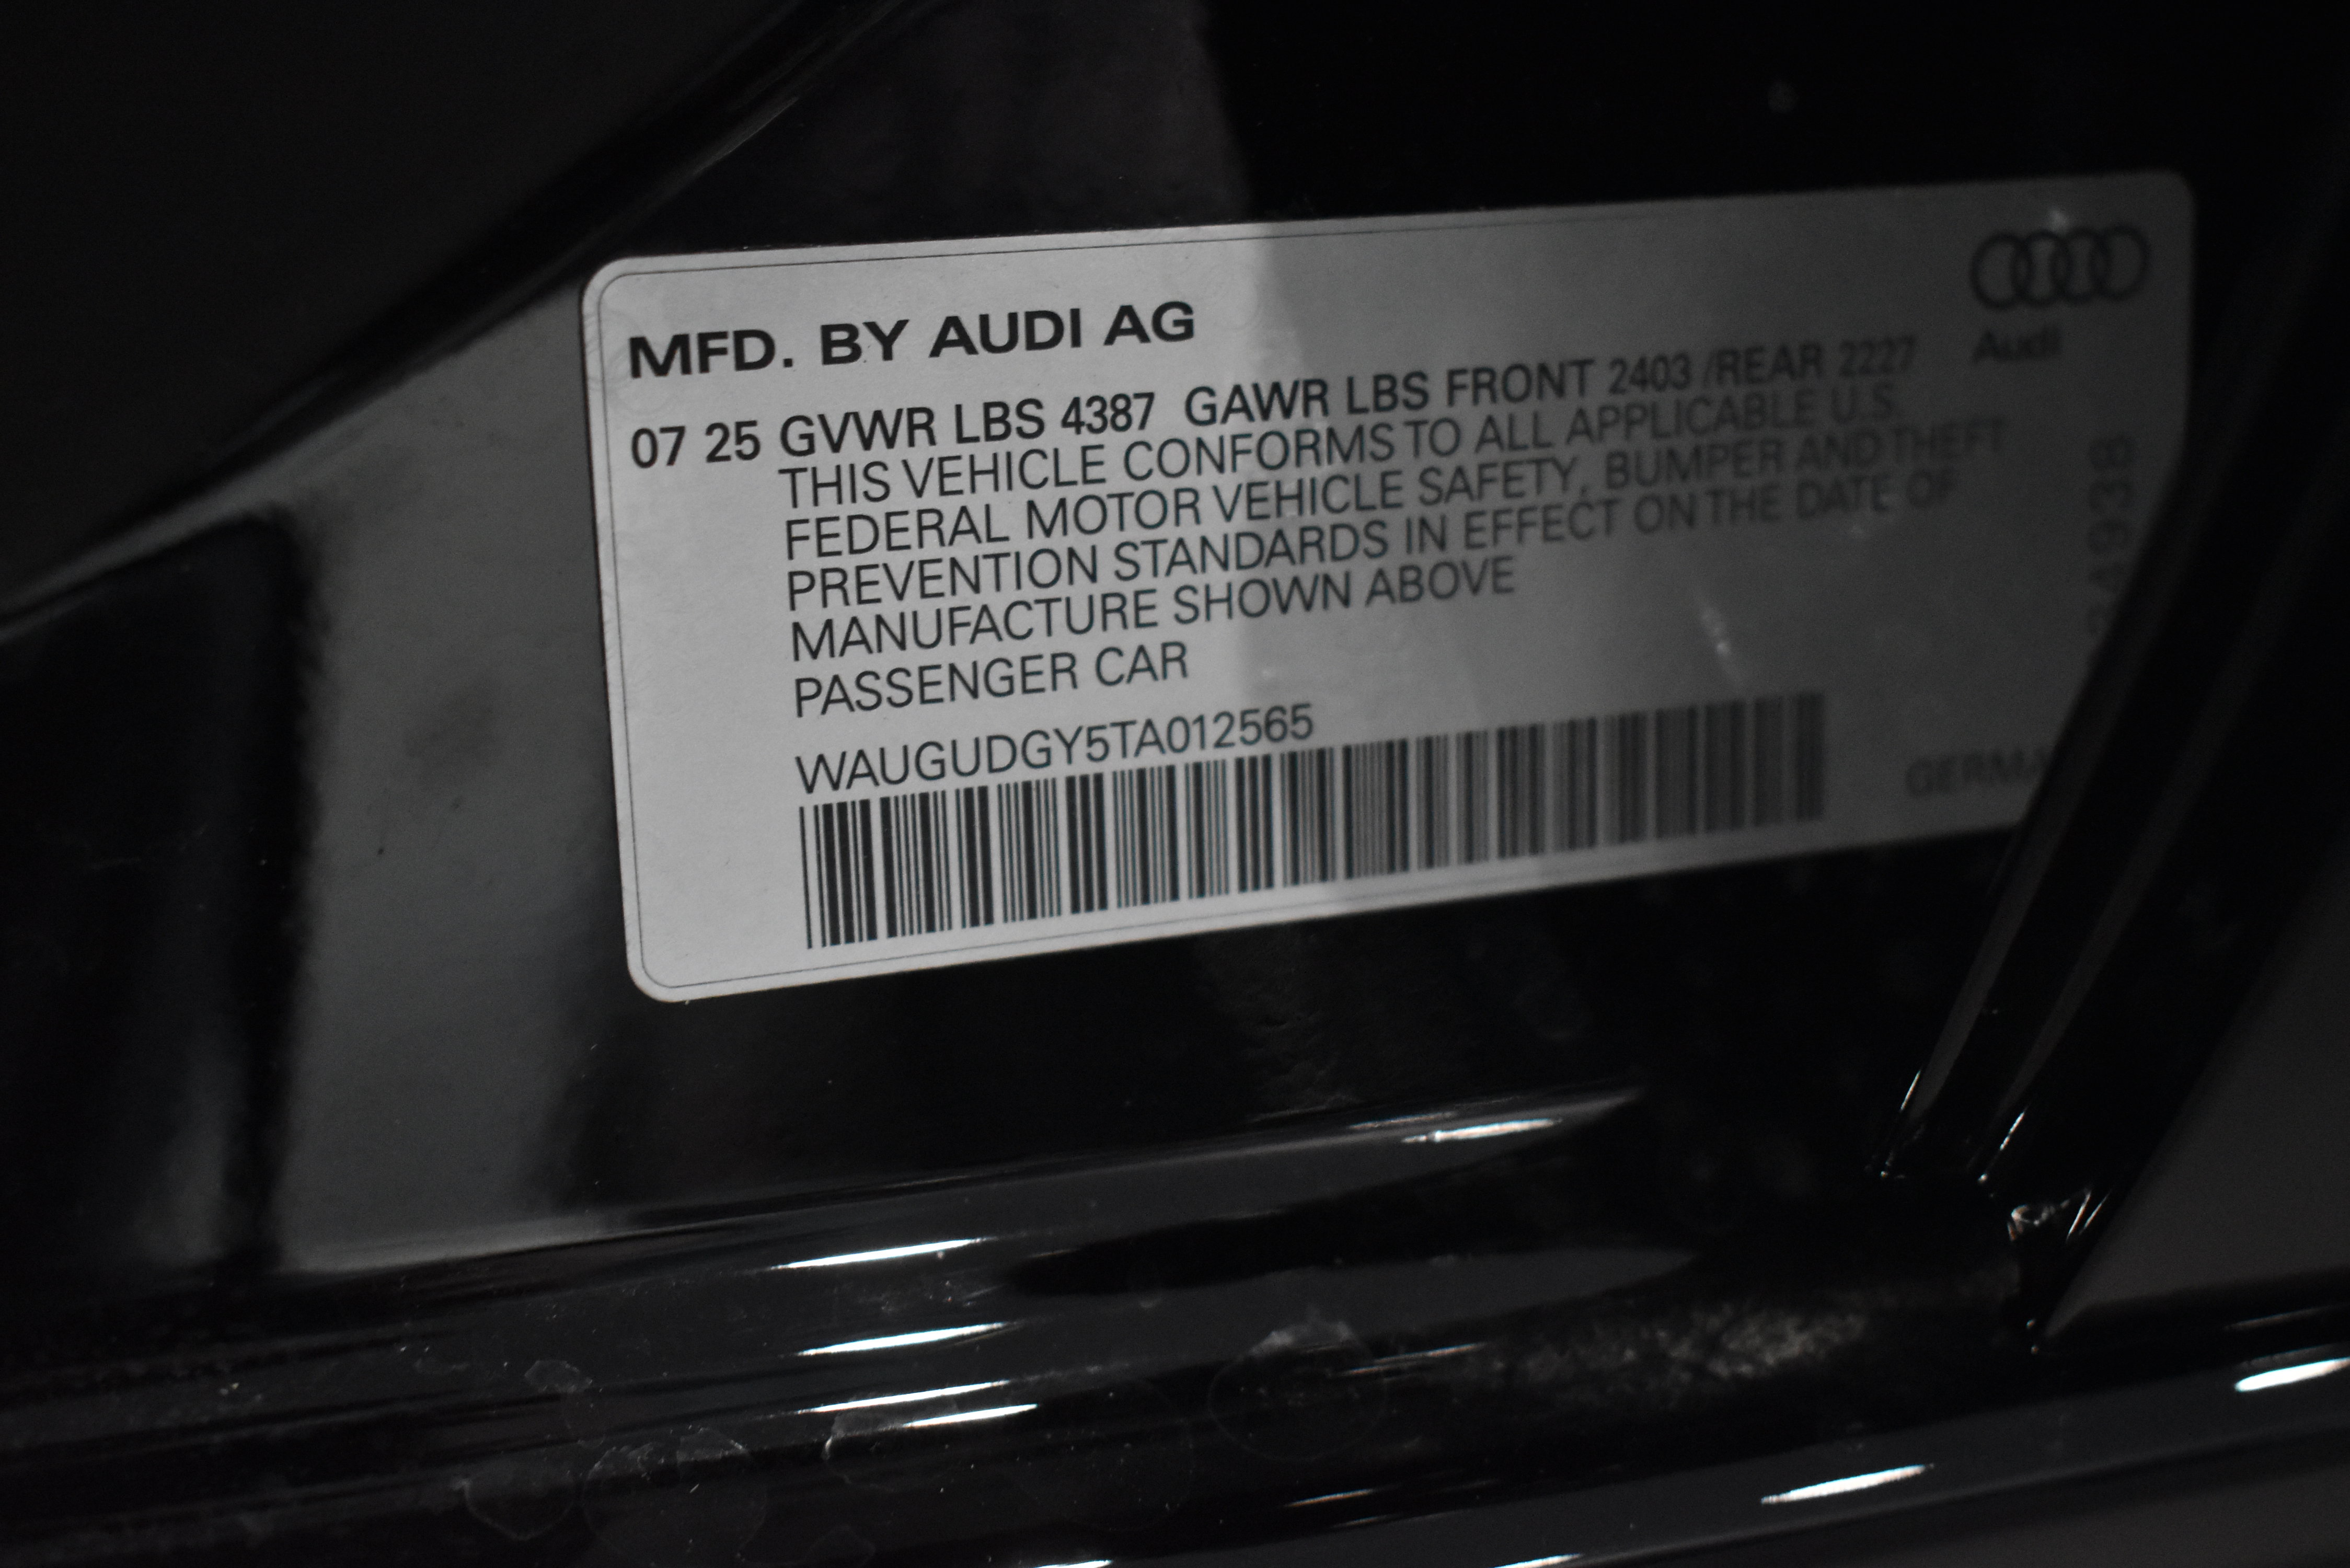 MFD. BY AUDI AG
Audi
07 25 GVWR LBS 4387 GAWR LBS FRONT 2403 /REAR 2227
THIS VEHICLE CONFORMS TO ALL APPLICABLE U.S.
FEDERAL MOTOR VEHICLE SAFETY, BUMPER AND THEFT
PREVENTION STANDARDS IN EFFECT ON THE DATE OF
MANUFACTURE SHOWN ABOVE
PASSENGER CAR
WAUGUDGY5TA012565